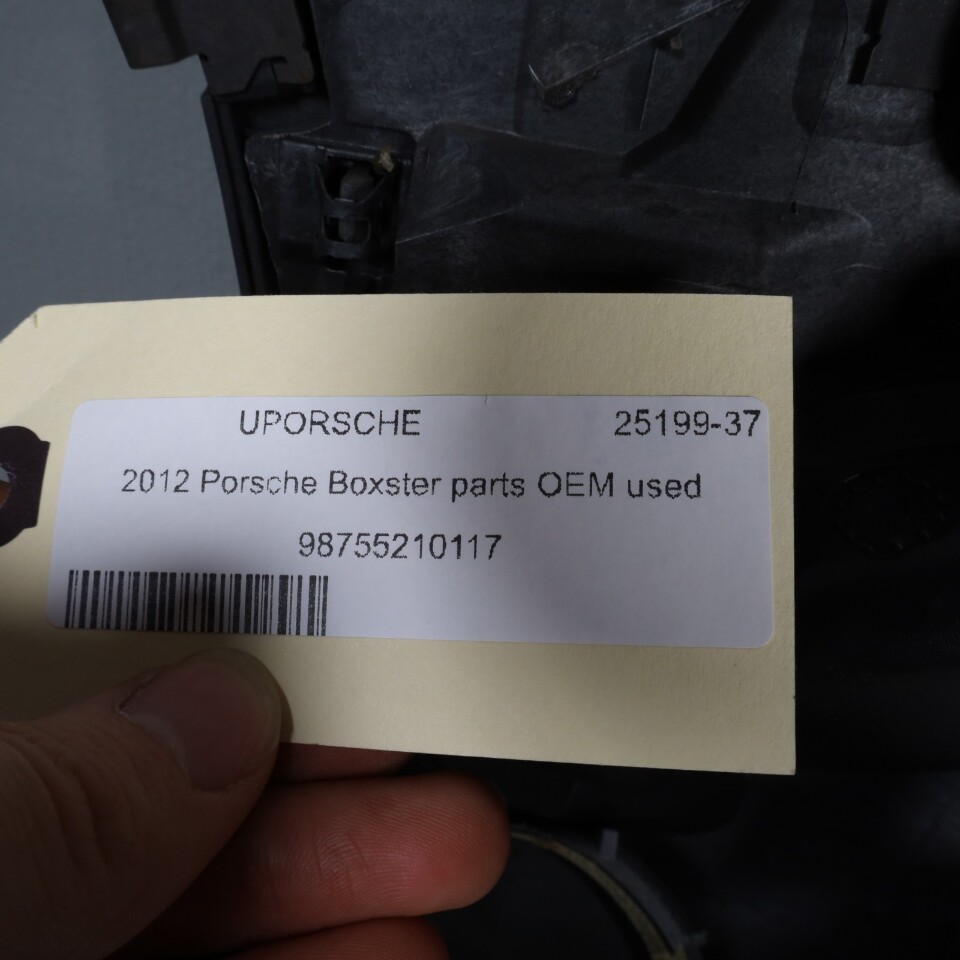 UPORSCHE 25199-37
2012 Porsche Boxster parts OEM used
98755210117